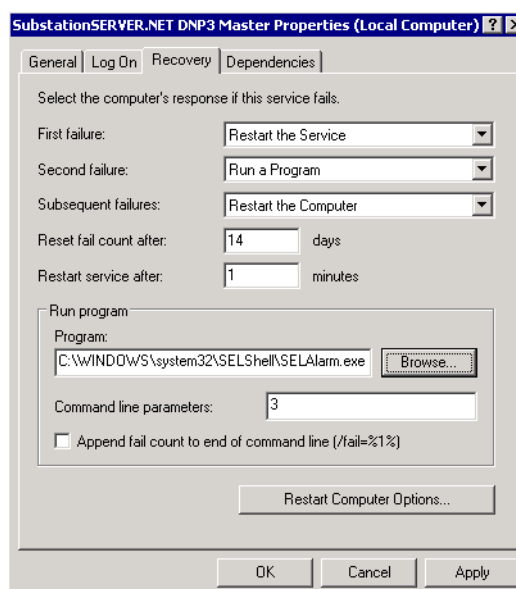 SubstationSERVER.NET DNP3 Master Properties (Local Computer) ? X
General Log On Recovery Dependencies
Select the computer's response if this service fails.
First failure: Restart the Service
Second failure: Run a Program
Subsequent failures: Restart the Computer
Reset fail count after: 14 days
Restart service after: 1 minutes
Run program
Program:
C:\WINDOWS\system32\SELShell\SELAlarm.exe Browse...
Command line parameters: 3
Append fail count to end of command line (/fail=%1%)
Restart Computer Options...
OK Cancel Apply